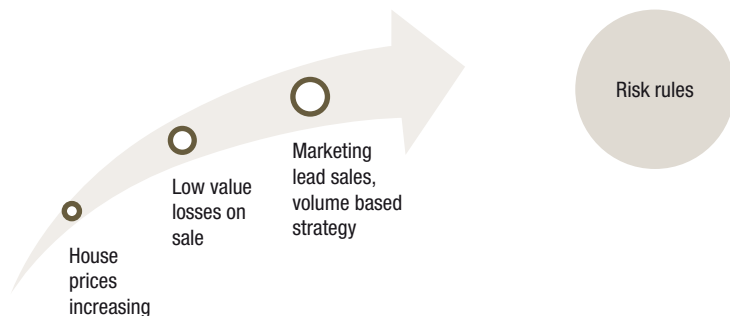 House
prices
increasing
Low value
losses on
sale
Marketing
lead sales,
volume based
strategy
Risk rules